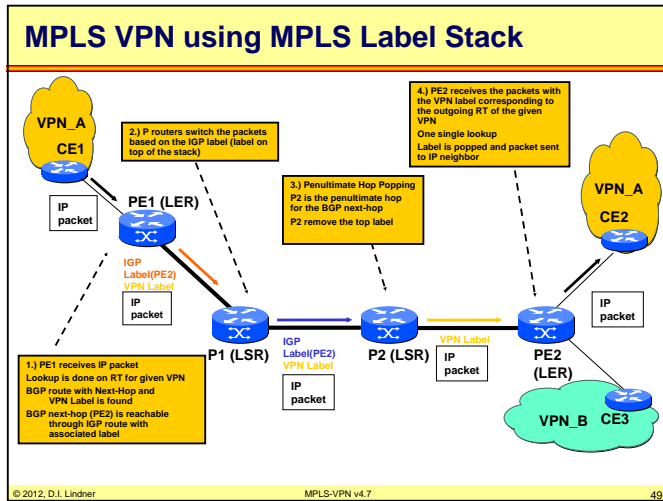 MPLS VPN using MPLS Label Stack
VPN_A
CE1
2.) P routers switch the packets
based on the IGP label (label on
top of the stack)
4.) PE2 receives the packets with
the VPN label corresponding to
the outgoing RT of the given
VPN
One single lookup
Label is popped and packet sent
to IP neighbor
IP
packet
PE1 (LER)
3.) Penultimate Hop Popping
P2 is the penultimate hop
for the BGP next-hop
P2 remove the top label
VPN_A
CE2
IGP
Label(PE2)
VPN Label
IP
packet
P1 (LSR)
IGP
Label(PE2)
VPN Label
IP
packet
P2 (LSR)
VPN Label
IP
packet
PE2
(LER)
IP
packet
1.) PE1 receives IP packet
Lookup is done on RT for given VPN
BGP route with Next-Hop and
VPN Label is found
BGP next-hop (PE2) is reachable
through IGP route with
associated label
VPN_B
CE3
© 2012, D.I. Lindner
MPLS-VPN v4.7
49